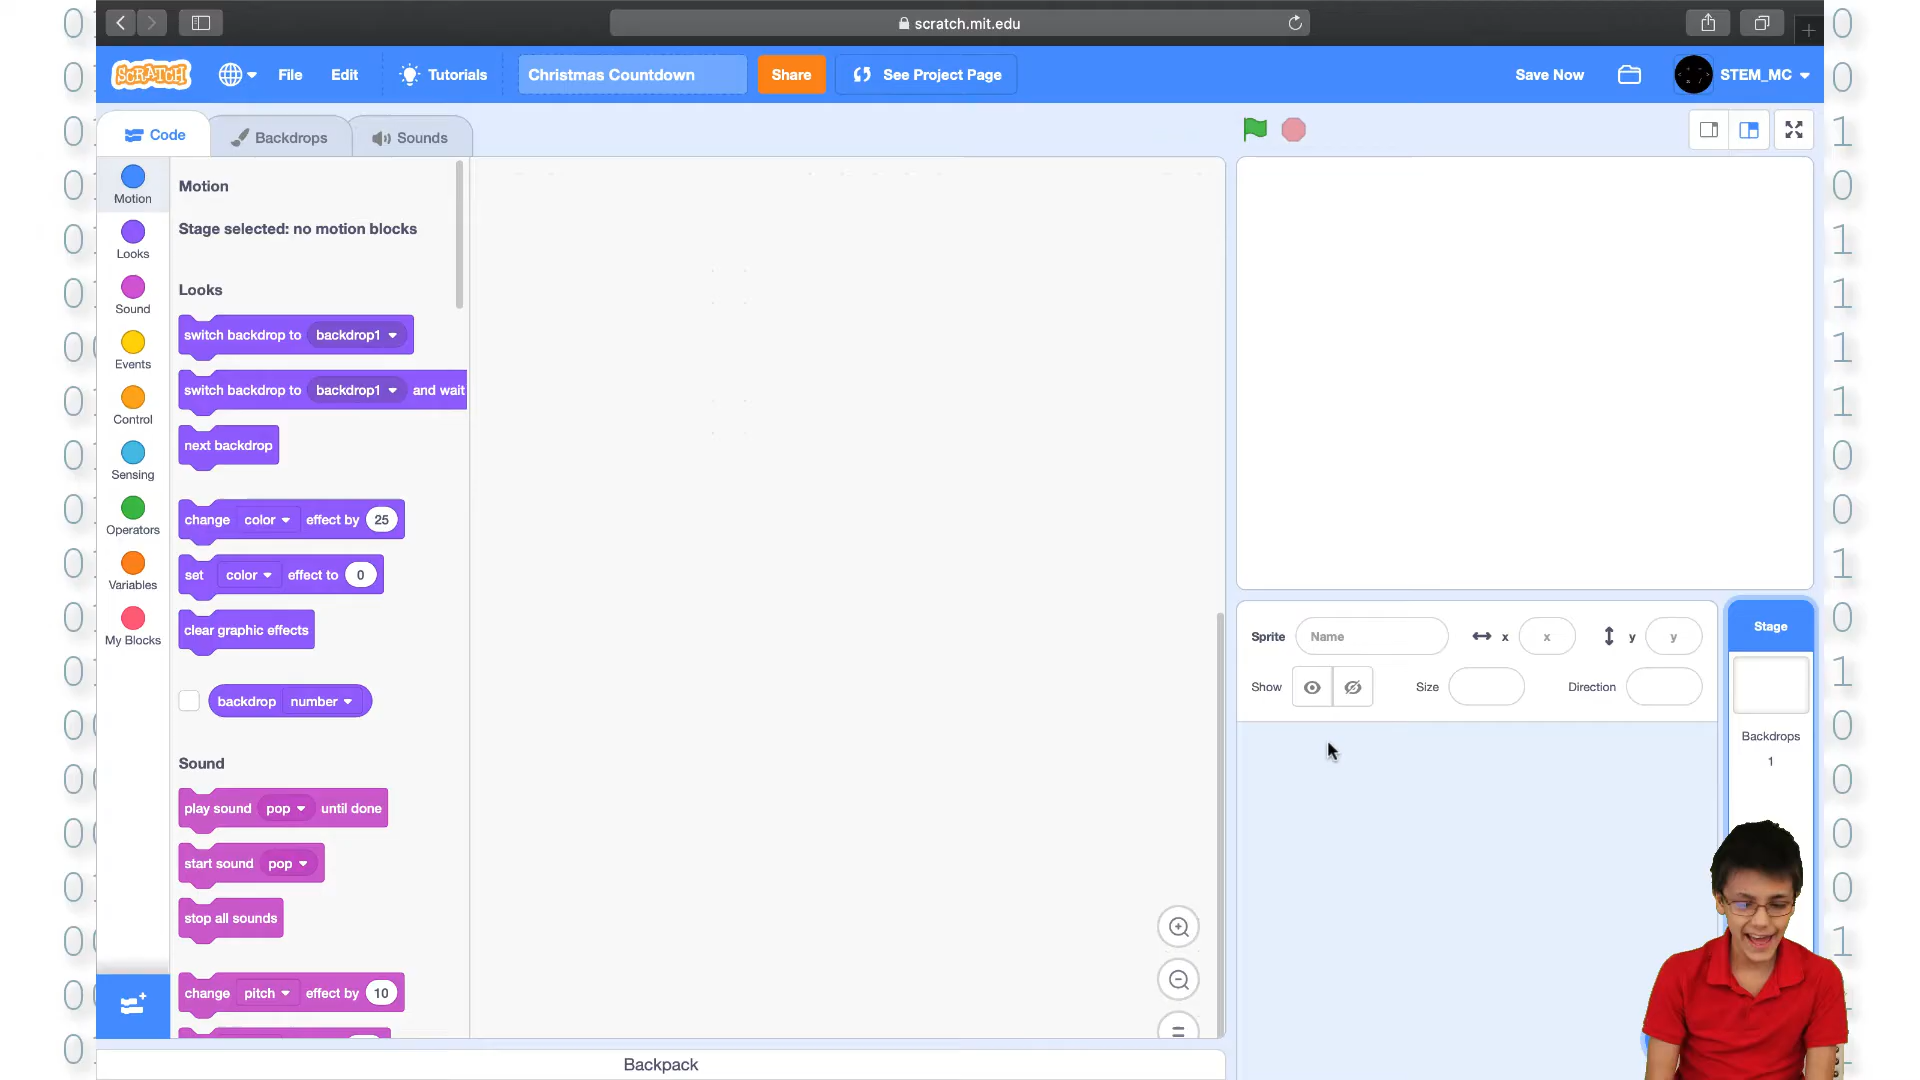 scratch.mit.edu
SCRATCH
File
Edit
Tutorials
Christmas Countdown
Share
See Project Page
Save Now
STEM_MC
Code
Backdrops
Sounds
Motion
Looks
Sound
Events
Control
Sensing
Operators
Variables
My Blocks
Motion
Stage selected: no motion blocks
Looks
switch backdrop to backdrop1
switch backdrop to backdrop1 and wait
next backdrop
change color effect by 25
set color effect to 0
clear graphic effects
backdrop number
Sound
play sound pop until done
start sound pop
stop all sounds
change pitch effect by 10
Backpack
Sprite Name x x y y
Show Size Direction
Stage
Backdrops
1